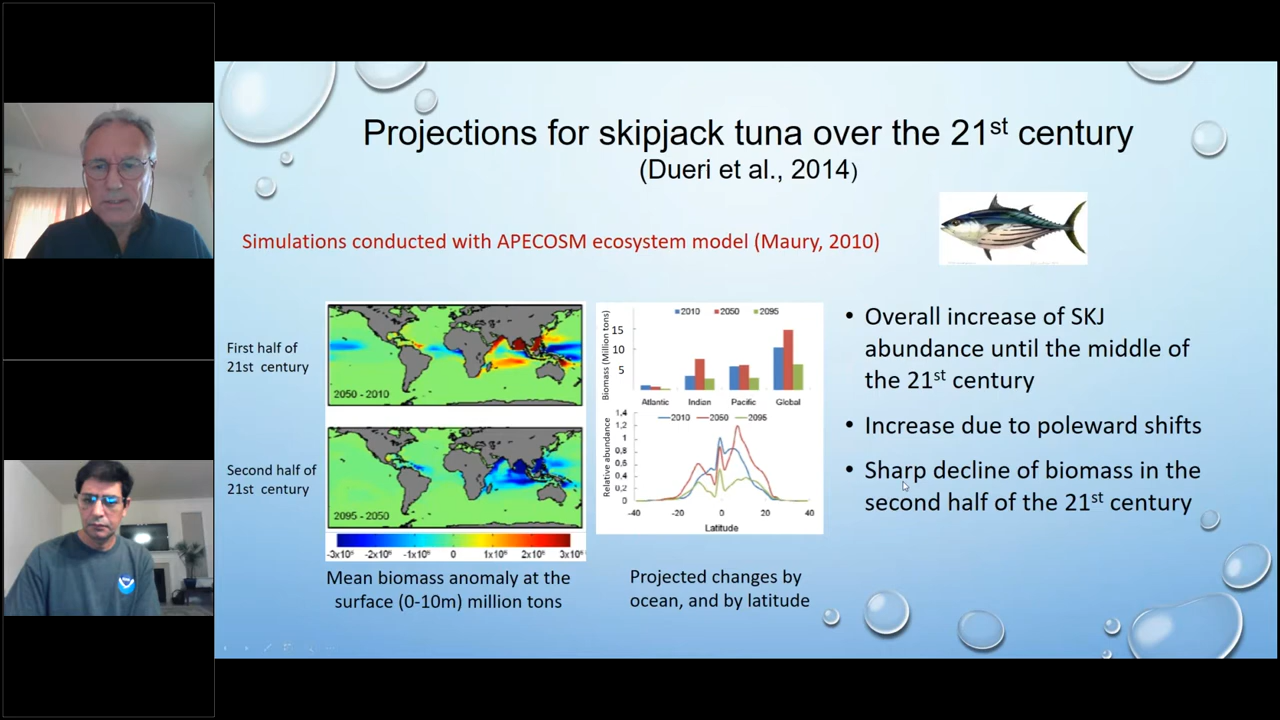 Projections for skipjack tuna over the 21st century
(Dueri et al., 2014)
Simulations conducted with APECOSM ecosystem model (Maury, 2010)
First half of
21st century
2050 - 2010
Second half of
21st century
2095 - 2050
-3x10⁶ -2x10⁶ -1x10⁶ 0 1x10⁶ 2x10⁶ 3x10⁶
Mean biomass anomaly at the
surface (0-10m) million tons
2010 2050 2095
Biomass (Million tons)
15
10
5
Atlantic Indian Pacific Global
2010 2050 2095
Relative abundance
1,4
1,2
1
0,8
0,6
0,4
0,2
0
-40 -20 0 20 40
Latitude
Projected changes by
ocean, and by latitude
• Overall increase of SKJ
abundance until the middle of
the 21st century
• Increase due to poleward shifts
• Sharp decline of biomass in the
second half of the 21st century